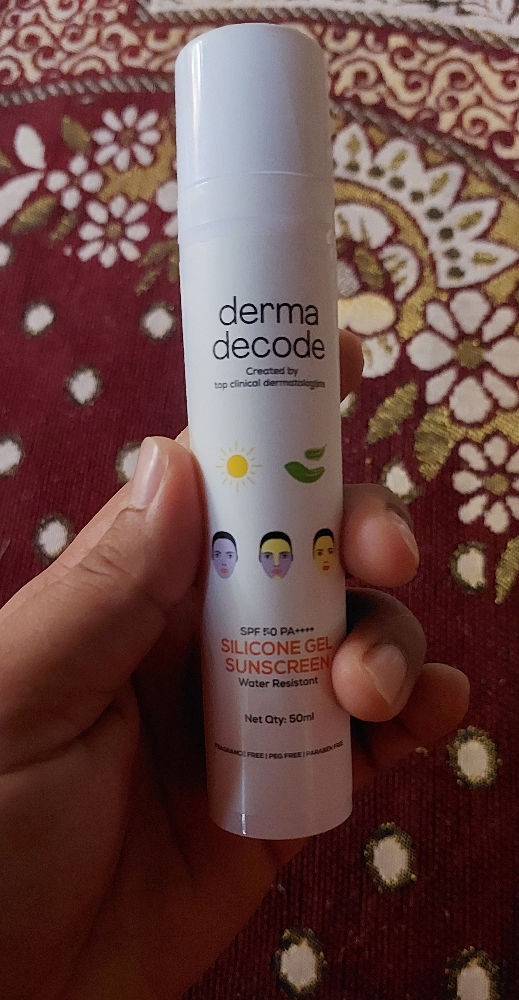 derma
decode
Created by
top clinical dermatologists
SPF 50 PA++++
SILICONE GEL
SUNSCREEN
Water Resistant
Net Qty: 50ml
FRAGRANCE FREE | PEG FREE | PARABEN FREE